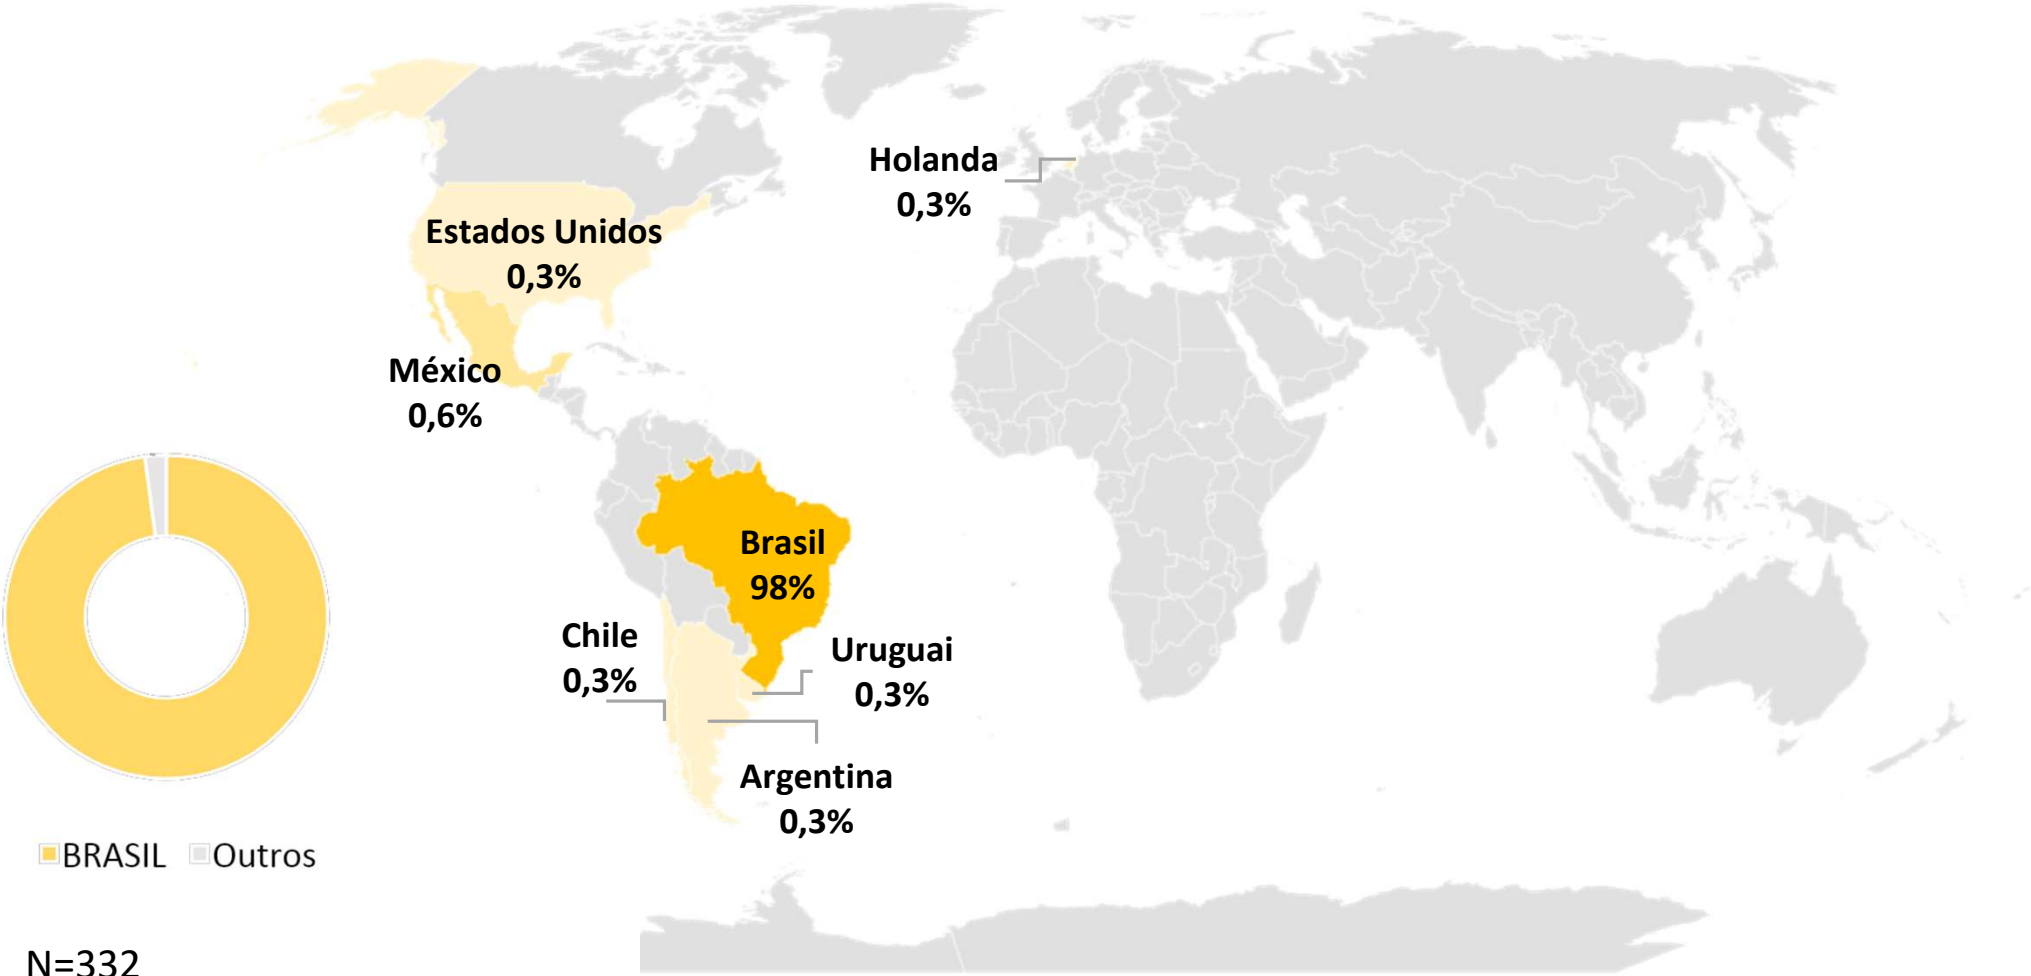 Holanda
0,3%
Estados Unidos
0,3%
México
0,6%
Brasil
98%
Chile
0,3%
Uruguai
0,3%
Argentina
0,3%
BRASIL Outros
N=332